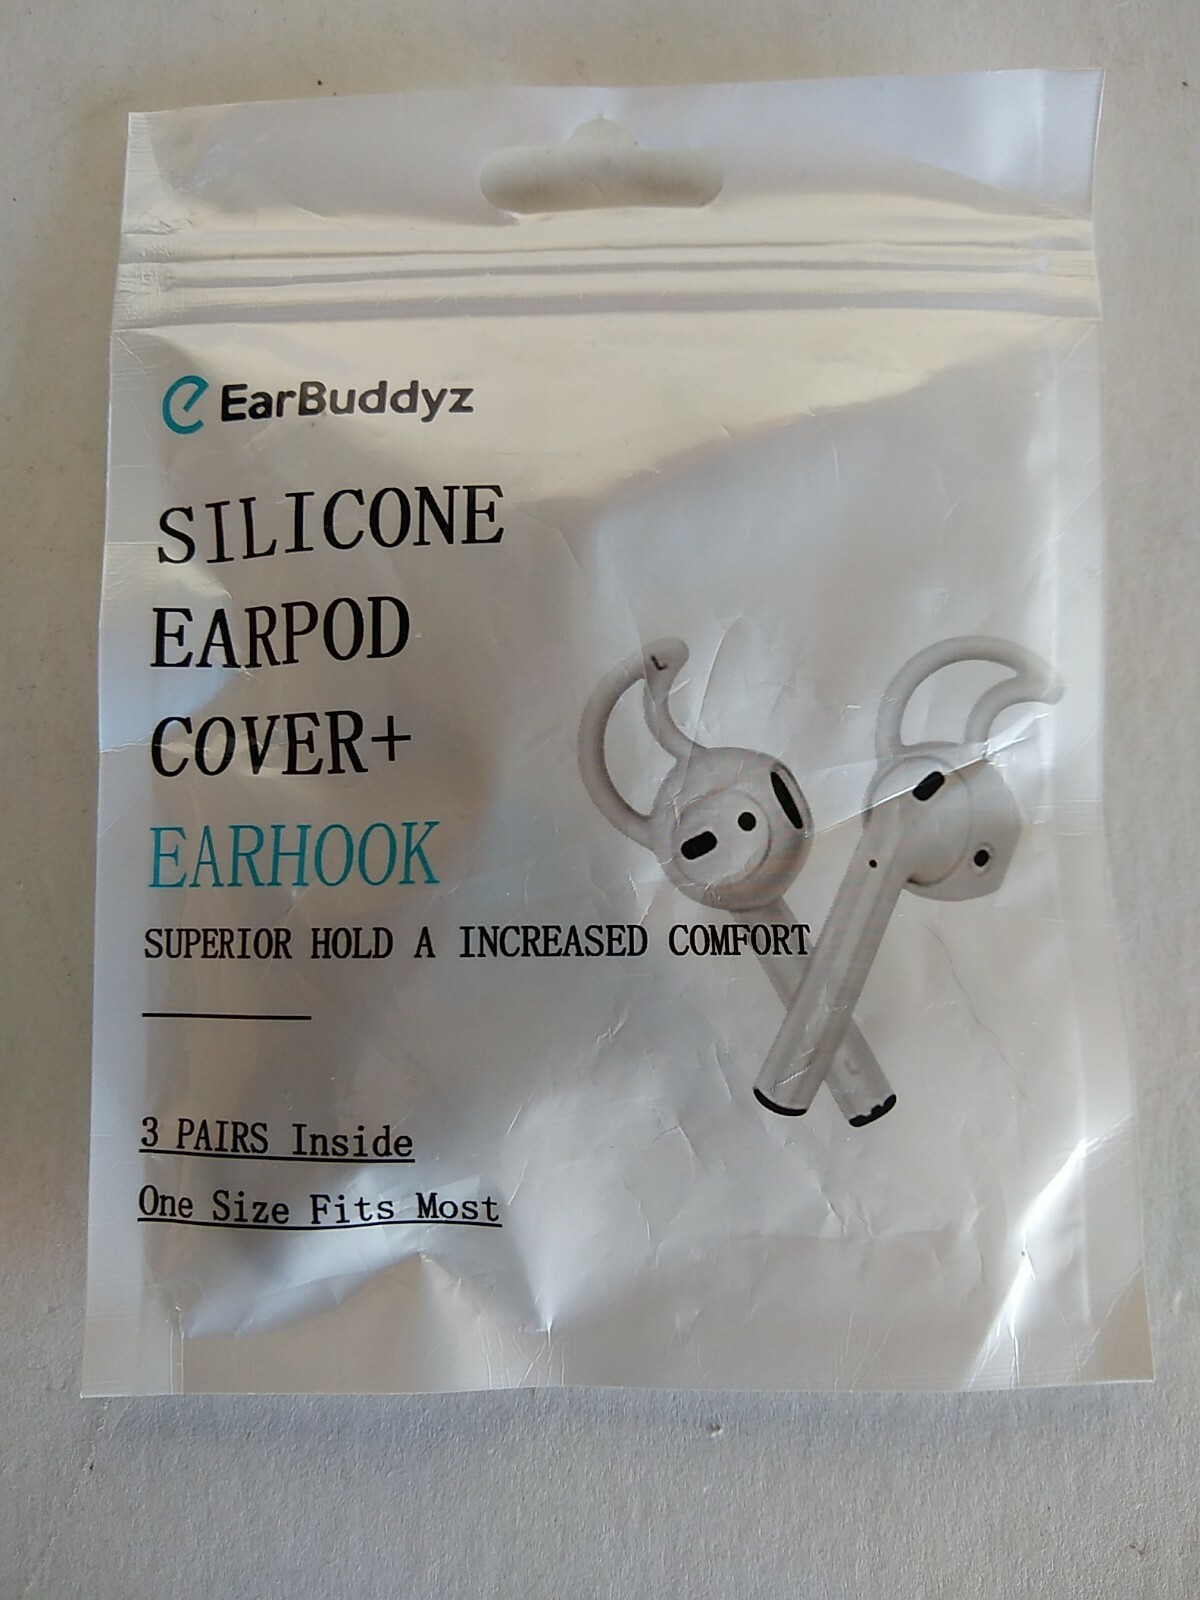 EarBuddyz
SILICONE
EARPOD
COVER+
EARHOOK
SUPERIOR HOLD A INCREASED COMFORT
3 PAIRS Inside
One Size Fits Most
L